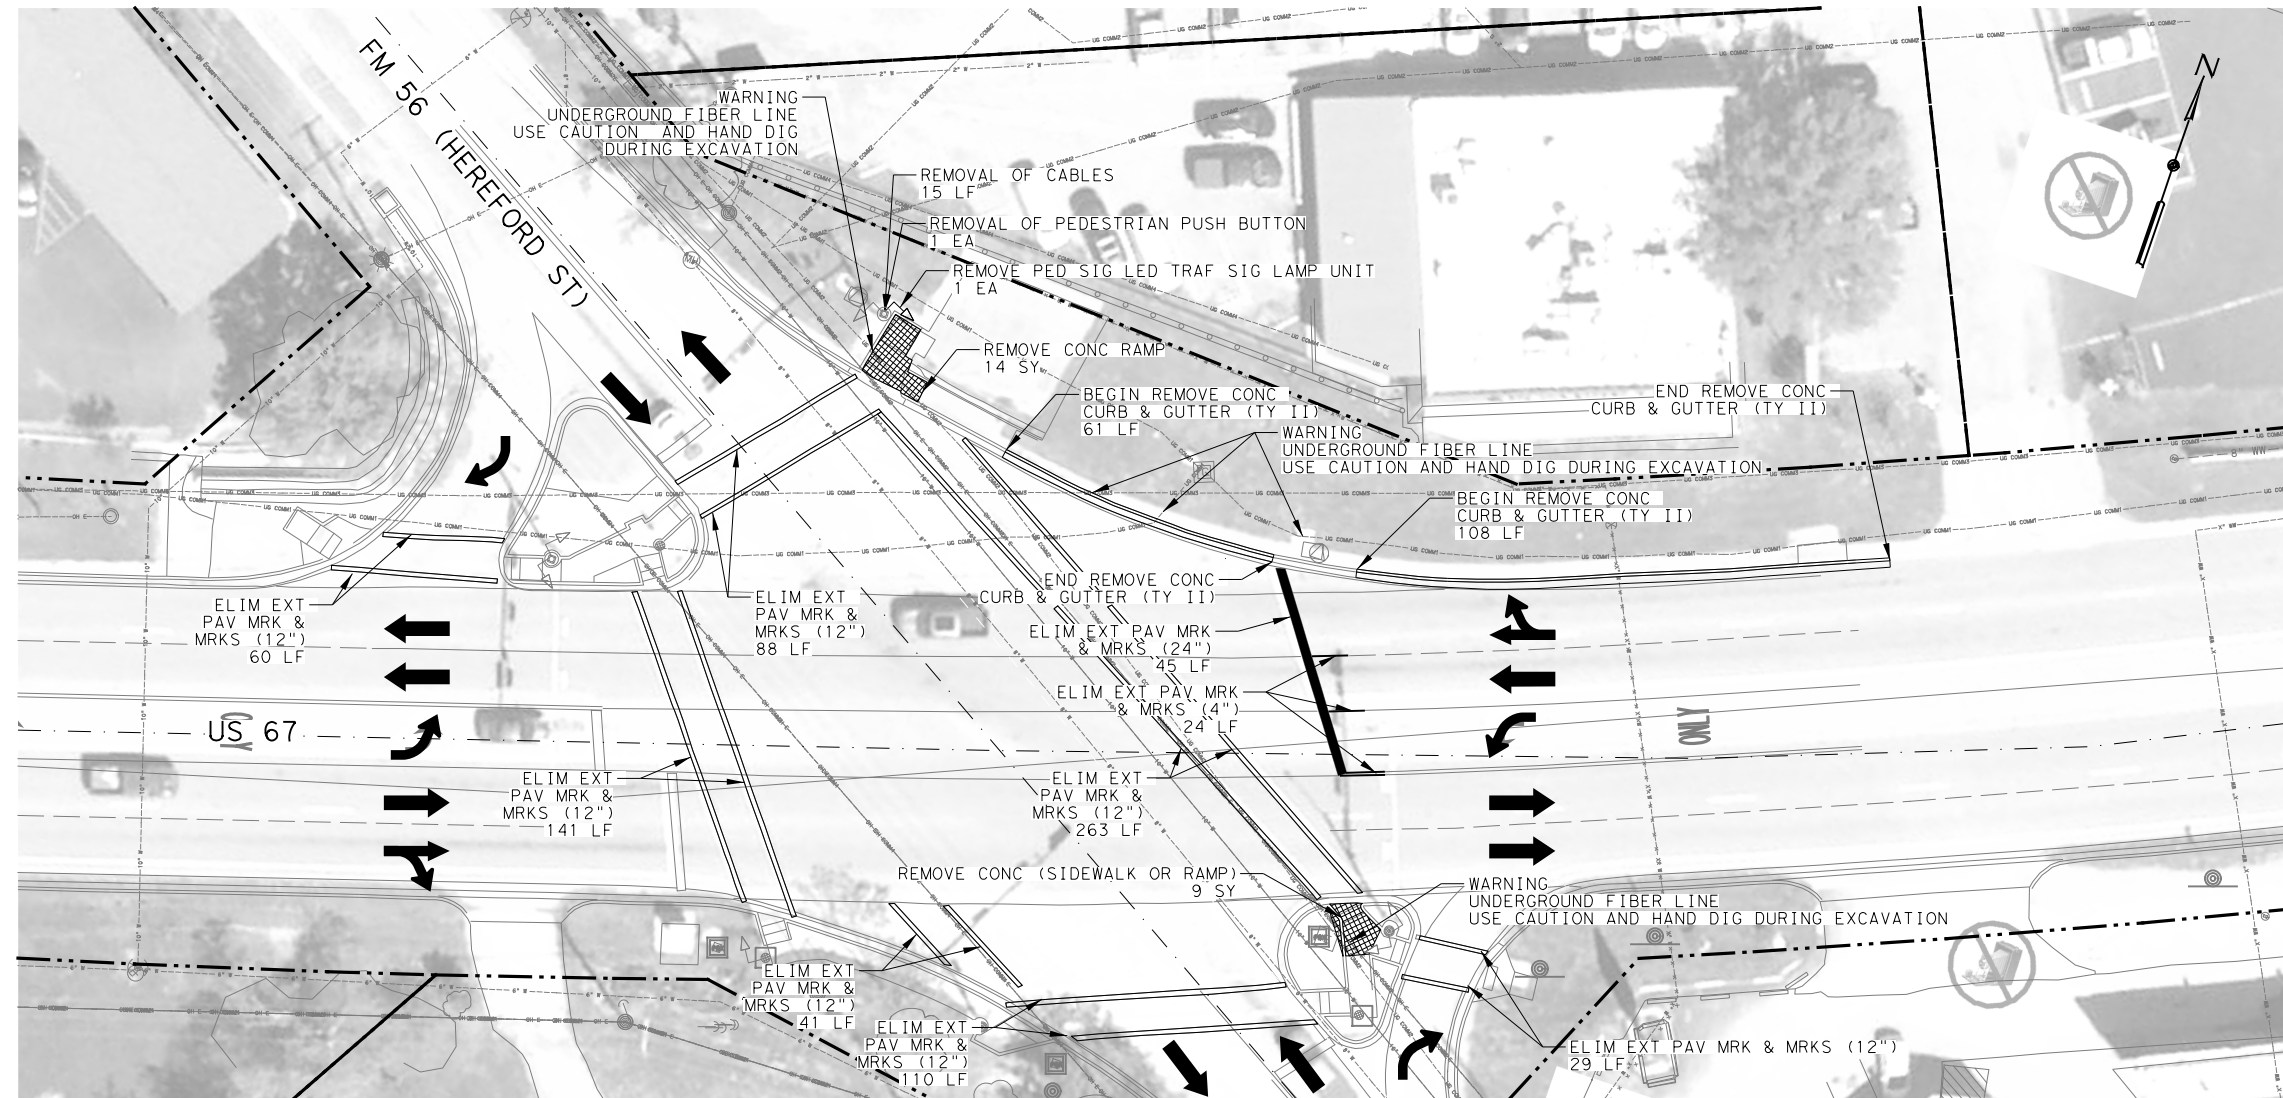 FM 56 (HEREFORD ST)
N
WARNING
UNDERGROUND FIBER LINE
USE CAUTION AND HAND DIG
DURING EXCAVATION
REMOVAL OF CABLES
15 LF
REMOVAL OF PEDESTRIAN PUSH BUTTON
1 EA
REMOVE PED SIG LED TRAF SIG LAMP UNIT
1 EA
REMOVE CONC RAMP
14 SY
BEGIN REMOVE CONC
CURB & GUTTER (TY II)
61 LF
END REMOVE CONC
CURB & GUTTER (TY II)
WARNING
UNDERGROUND FIBER LINE
USE CAUTION AND HAND DIG DURING EXCAVATION
BEGIN REMOVE CONC
CURB & GUTTER (TY II)
108 LF
END REMOVE CONC
CURB & GUTTER (TY II)
ELIM EXT
PAV MRK &
MRKS (12")
60 LF
ELIM EXT
PAV MRK &
MRKS (12")
88 LF
ELIM EXT PAV MRK
& MRKS (24")
45 LF
ELIM EXT PAV MRK
& MRKS (4")
24 LF
US 67
ONLY
ELIM EXT
PAV MRK &
MRKS (12")
141 LF
ELIM EXT
PAV MRK &
MRKS (12")
263 LF
REMOVE CONC (SIDEWALK OR RAMP)
9 SY
WARNING
UNDERGROUND FIBER LINE
USE CAUTION AND HAND DIG DURING EXCAVATION
ELIM EXT
PAV MRK &
MRKS (12")
41 LF
ELIM EXT
PAV MRK &
MRKS (12")
110 LF
ELIM EXT PAV MRK & MRKS (12")
29 LF
8" WW